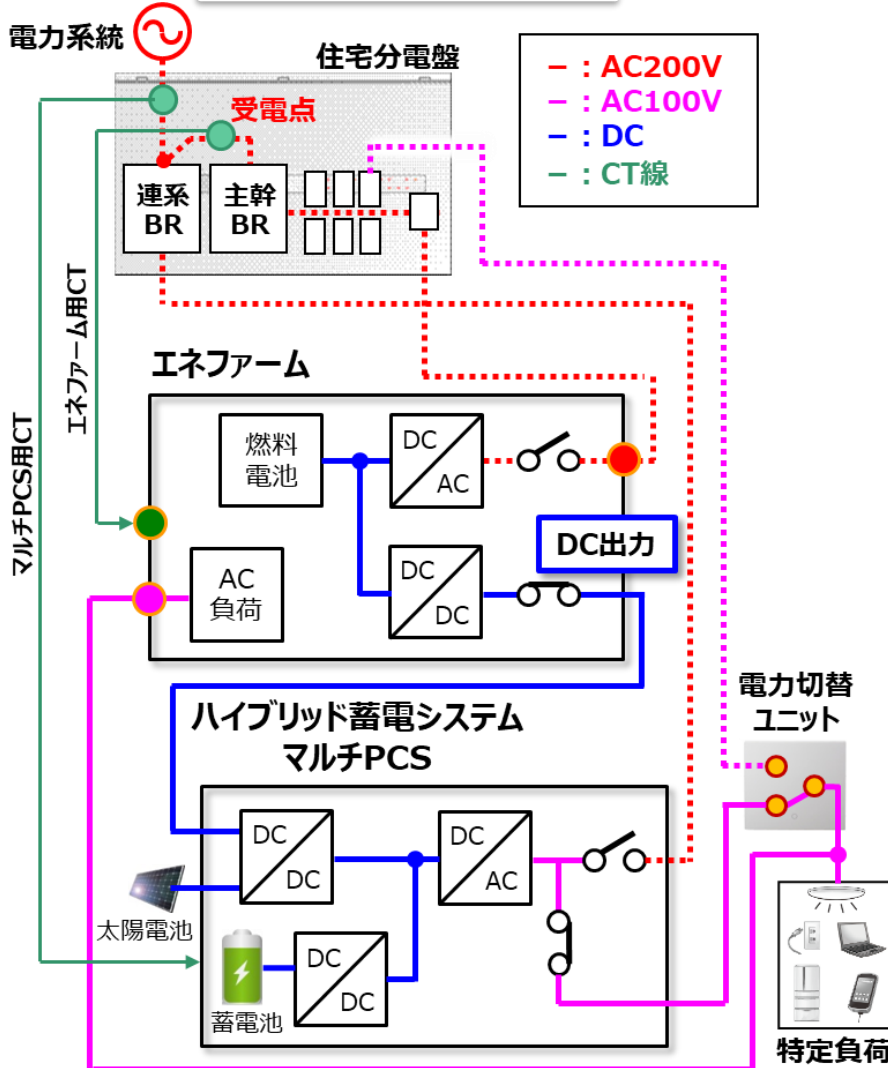 電力系統
住宅分電盤
受電点
連系
BR
主幹
BR
－：AC200V
－：AC100V
－：DC
－：CT線
エネファーム用CT
マルチPCS用CT
エネファーム
燃料
電池
DC
AC
DC出力
AC
負荷
DC
DC
ハイブリッド蓄電システム
マルチPCS
電力切替
ユニット
DC
DC
DC
AC
太陽電池
DC
DC
蓄電池
特定負荷